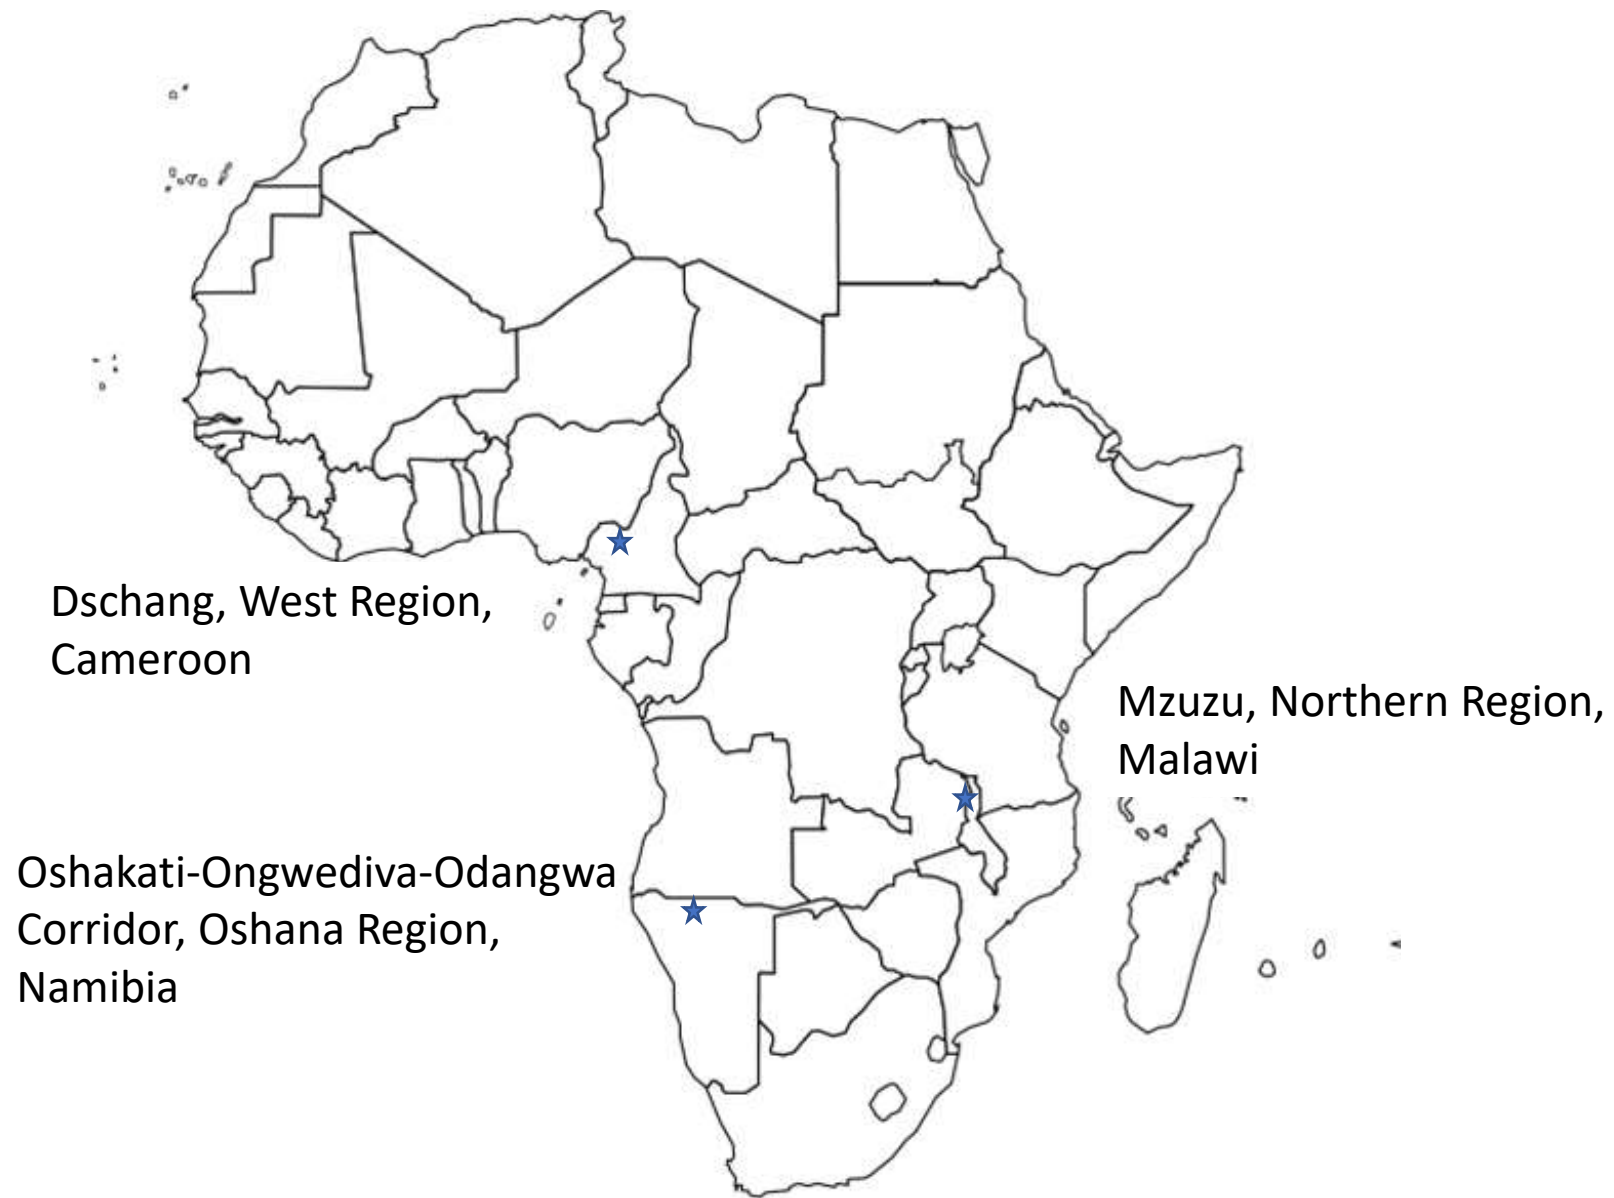 Dschang, West Region,
Cameroon
Mzuzu, Northern Region,
Malawi
Oshakati-Ongwediva-Odangwa
Corridor, Oshana Region,
Namibia